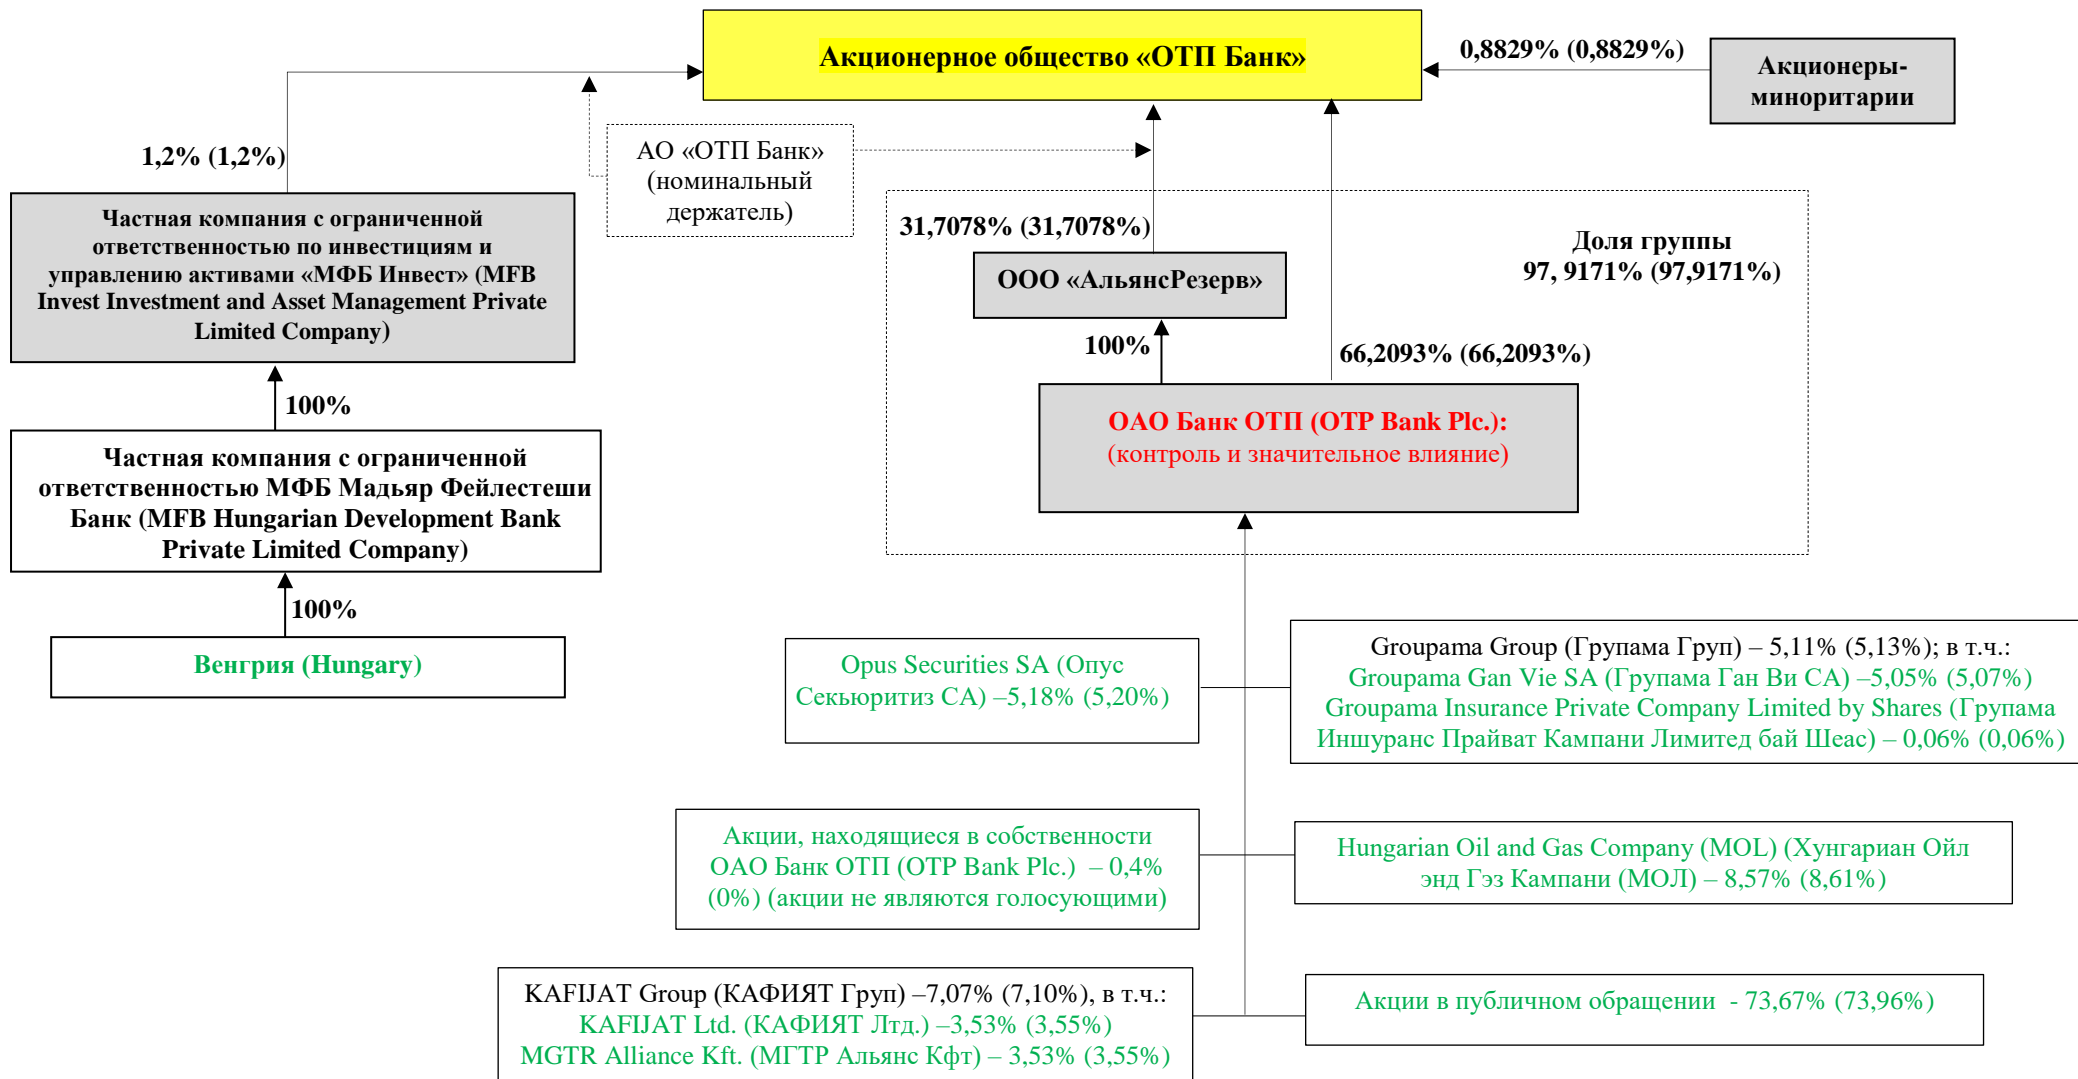 Акционерное общество «ОТП Банк»
0,8829% (0,8829%)
Акционеры-
миноритарии
1,2% (1,2%)
АО «ОТП Банк»
(номинальный
держатель)
Частная компания с ограниченной
ответственностью по инвестициям и
управлению активами «МФБ Инвест» (MFB
Invest Investment and Asset Management Private
Limited Company)
31,7078% (31,7078%)
Доля группы
97, 9171% (97,9171%)
ООО «АльянсРезерв»
100%
66,2093% (66,2093%)
100%
ОАО Банк ОТП (OTP Bank Plc.):
(контроль и значительное влияние)
Частная компания с ограниченной
ответственностью МФБ Мадьяр Фейлестеши
Банк (MFB Hungarian Development Bank
Private Limited Company)
100%
Венгрия (Hungary)
Opus Securities SA (Опус
Секьюритиз СА) –5,18% (5,20%)
Groupama Group (Групама Груп) – 5,11% (5,13%); в т.ч.:
Groupama Gan Vie SA (Групама Ган Ви СА) –5,05% (5,07%)
Groupama Insurance Private Company Limited by Shares (Групама
Иншуранс Прайват Кампани Лимитед бай Шеас) – 0,06% (0,06%)
Акции, находящиеся в собственности
ОАО Банк ОТП (OTP Bank Plc.) – 0,4%
(0%) (акции не являются голосующими)
Hungarian Oil and Gas Company (MOL) (Хунгариан Ойл
энд Гэз Кампани (МОЛ) – 8,57% (8,61%)
KAFIJAT Group (КАФИЯТ Груп) –7,07% (7,10%), в т.ч.:
KAFIJAT Ltd. (КАФИЯТ Лтд.) –3,53% (3,55%)
MGTR Alliance Kft. (МГТР Альянс Кфт) – 3,53% (3,55%)
Акции в публичном обращении - 73,67% (73,96%)